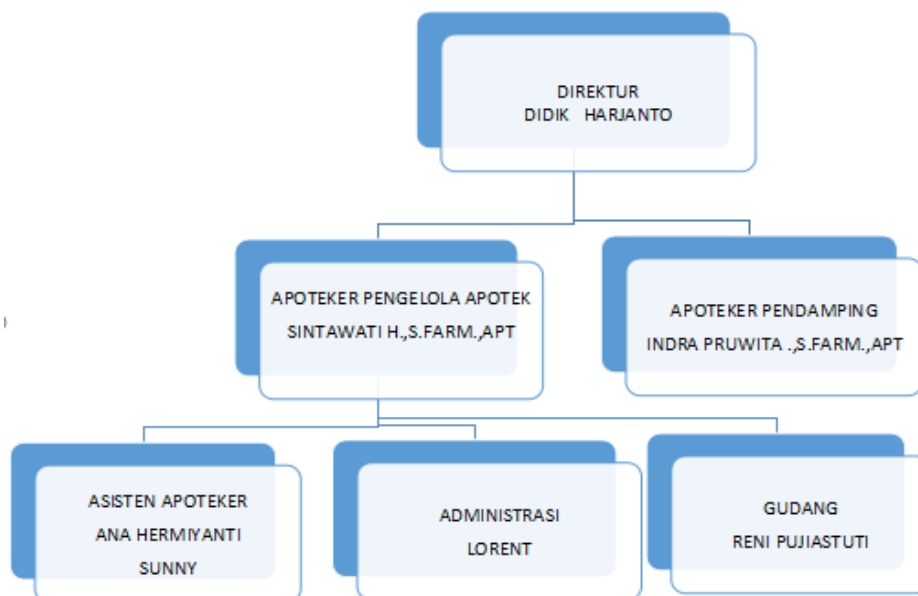 DIREKTUR
DIDIK HARJANTO
APOTEKER PENGELOLA APOTEK
SINTAWATI H.,S.FARM.,APT
APOTEKER PENDAMPING
INDRA PRUWITA .,S.FARM.,APT
ASISTEN APOTEKER
ANA HERMIYANTI
SUNNY
ADMINISTRASI
LORENT
GUDANG
RENI PUJIASTUTI